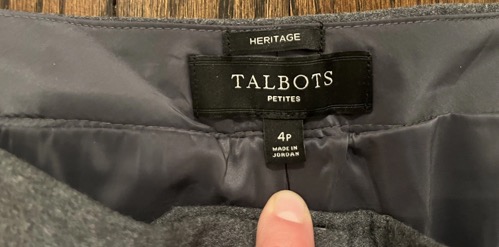 HERITAGE
TALBOTS
PETITES
4P
MADE IN
JORDAN